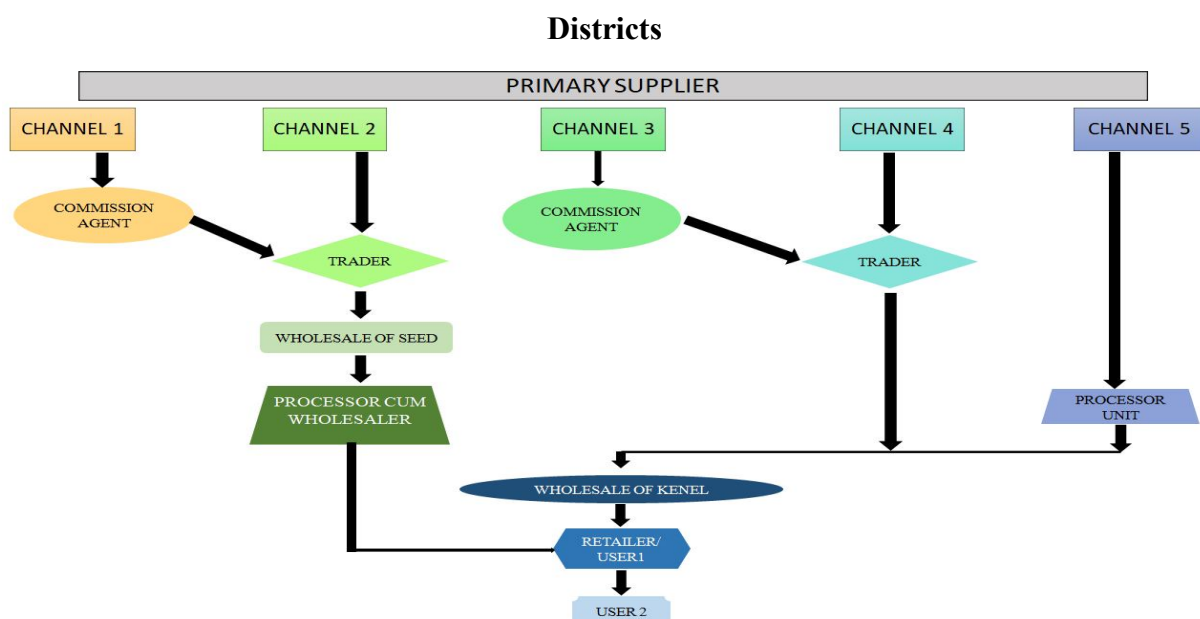 Districts
PRIMARY SUPPLIER
CHANNEL 1
CHANNEL 2
CHANNEL 3
CHANNEL 4
CHANNEL 5
COMMISSION
AGENT
COMMISSION
AGENT
TRADER
TRADER
WHOLESALE OF SEED
PROCESSOR CUM
WHOLESALER
PROCESSOR
UNIT
WHOLESALE OF KENEL
RETAILER/
USER1
USER 2